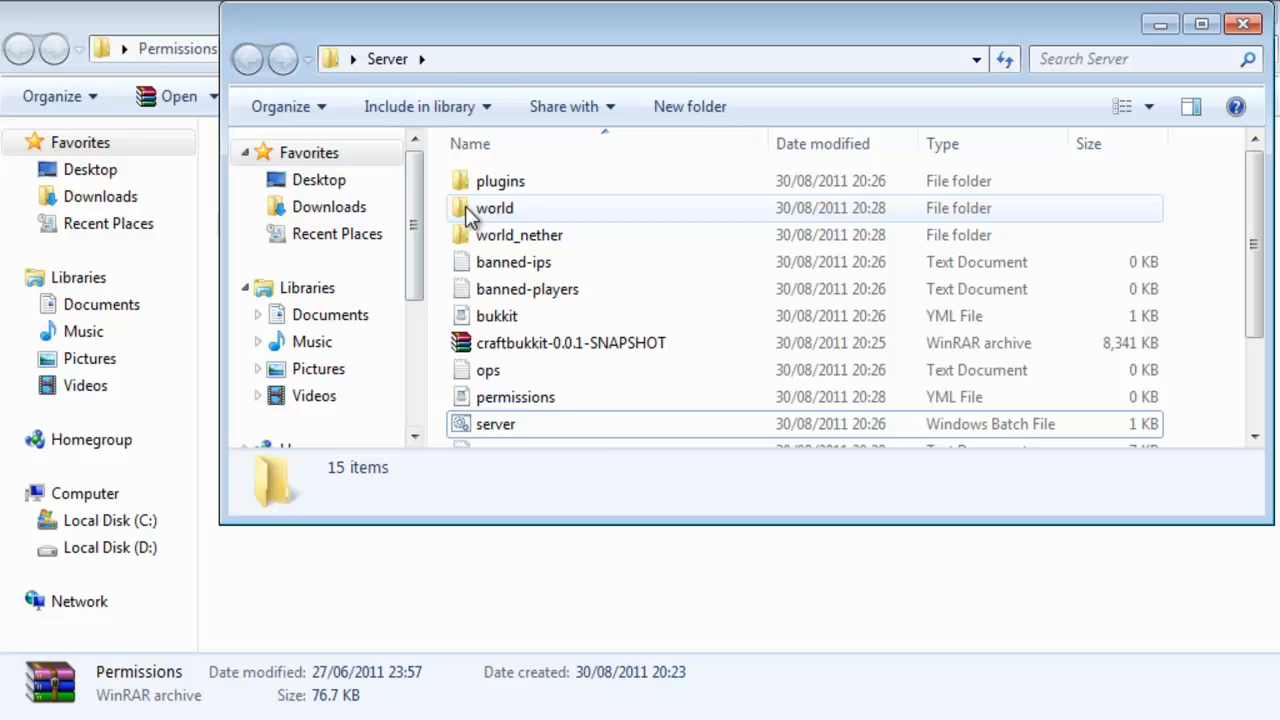 Permissions
Organize
Open
Favorites
Desktop
Downloads
Recent Places
Libraries
Documents
Music
Pictures
Videos
Homegroup
Computer
Local Disk (C:)
Local Disk (D:)
Network
Server
Search Server
Organize
Include in library
Share with
New folder
Favorites
Desktop
Downloads
Recent Places
Libraries
Documents
Music
Pictures
Videos
Name Date modified Type Size
plugins 30/08/2011 20:26 File folder
world 30/08/2011 20:28 File folder
world_nether 30/08/2011 20:28 File folder
banned-ips 30/08/2011 20:26 Text Document 0 KB
banned-players 30/08/2011 20:26 Text Document 0 KB
bukkit 30/08/2011 20:26 YML File 1 KB
craftbukkit-0.0.1-SNAPSHOT 30/08/2011 20:25 WinRAR archive 8,341 KB
ops 30/08/2011 20:26 Text Document 0 KB
permissions 30/08/2011 20:28 YML File 0 KB
server 30/08/2011 20:26 Windows Batch File 1 KB
15 items
Permissions Date modified: 27/06/2011 23:57 Date created: 30/08/2011 20:23
WinRAR archive Size: 76.7 KB